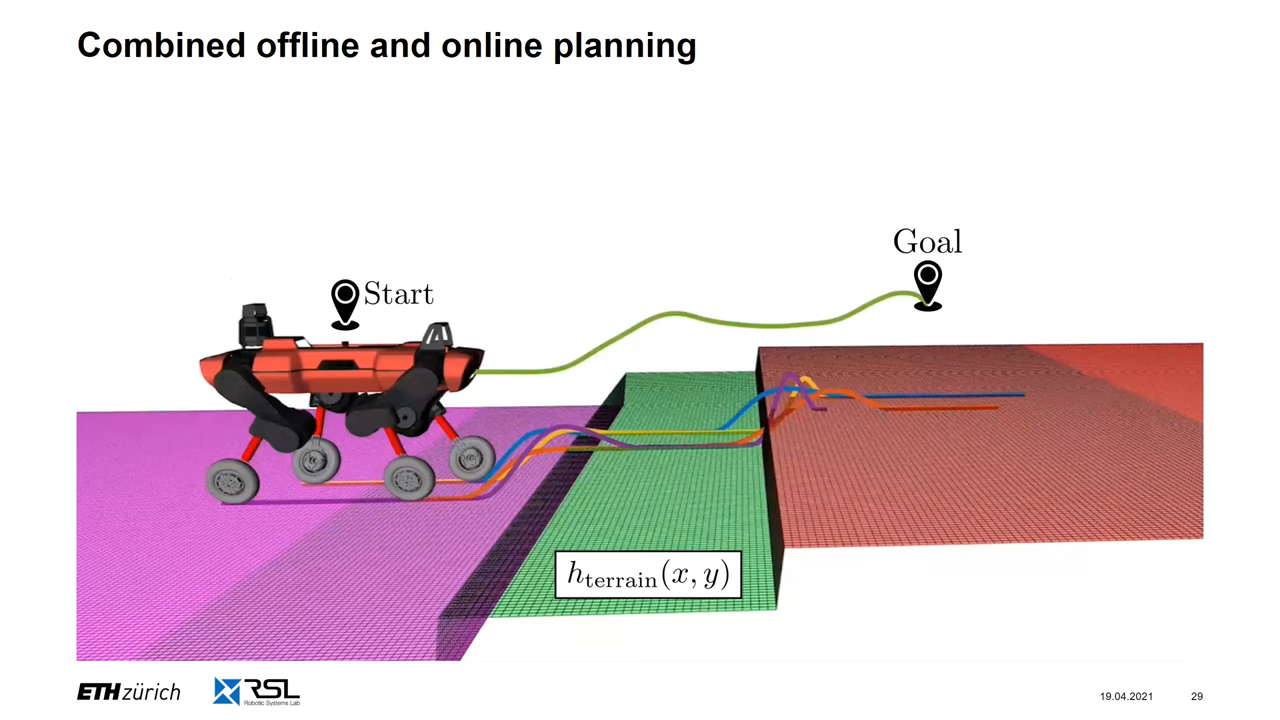 Combined offline and online planning
Goal
Start
h_terrain(x, y)
ETH zürich
RSL
Robotic Systems Lab
19.04.2021
29